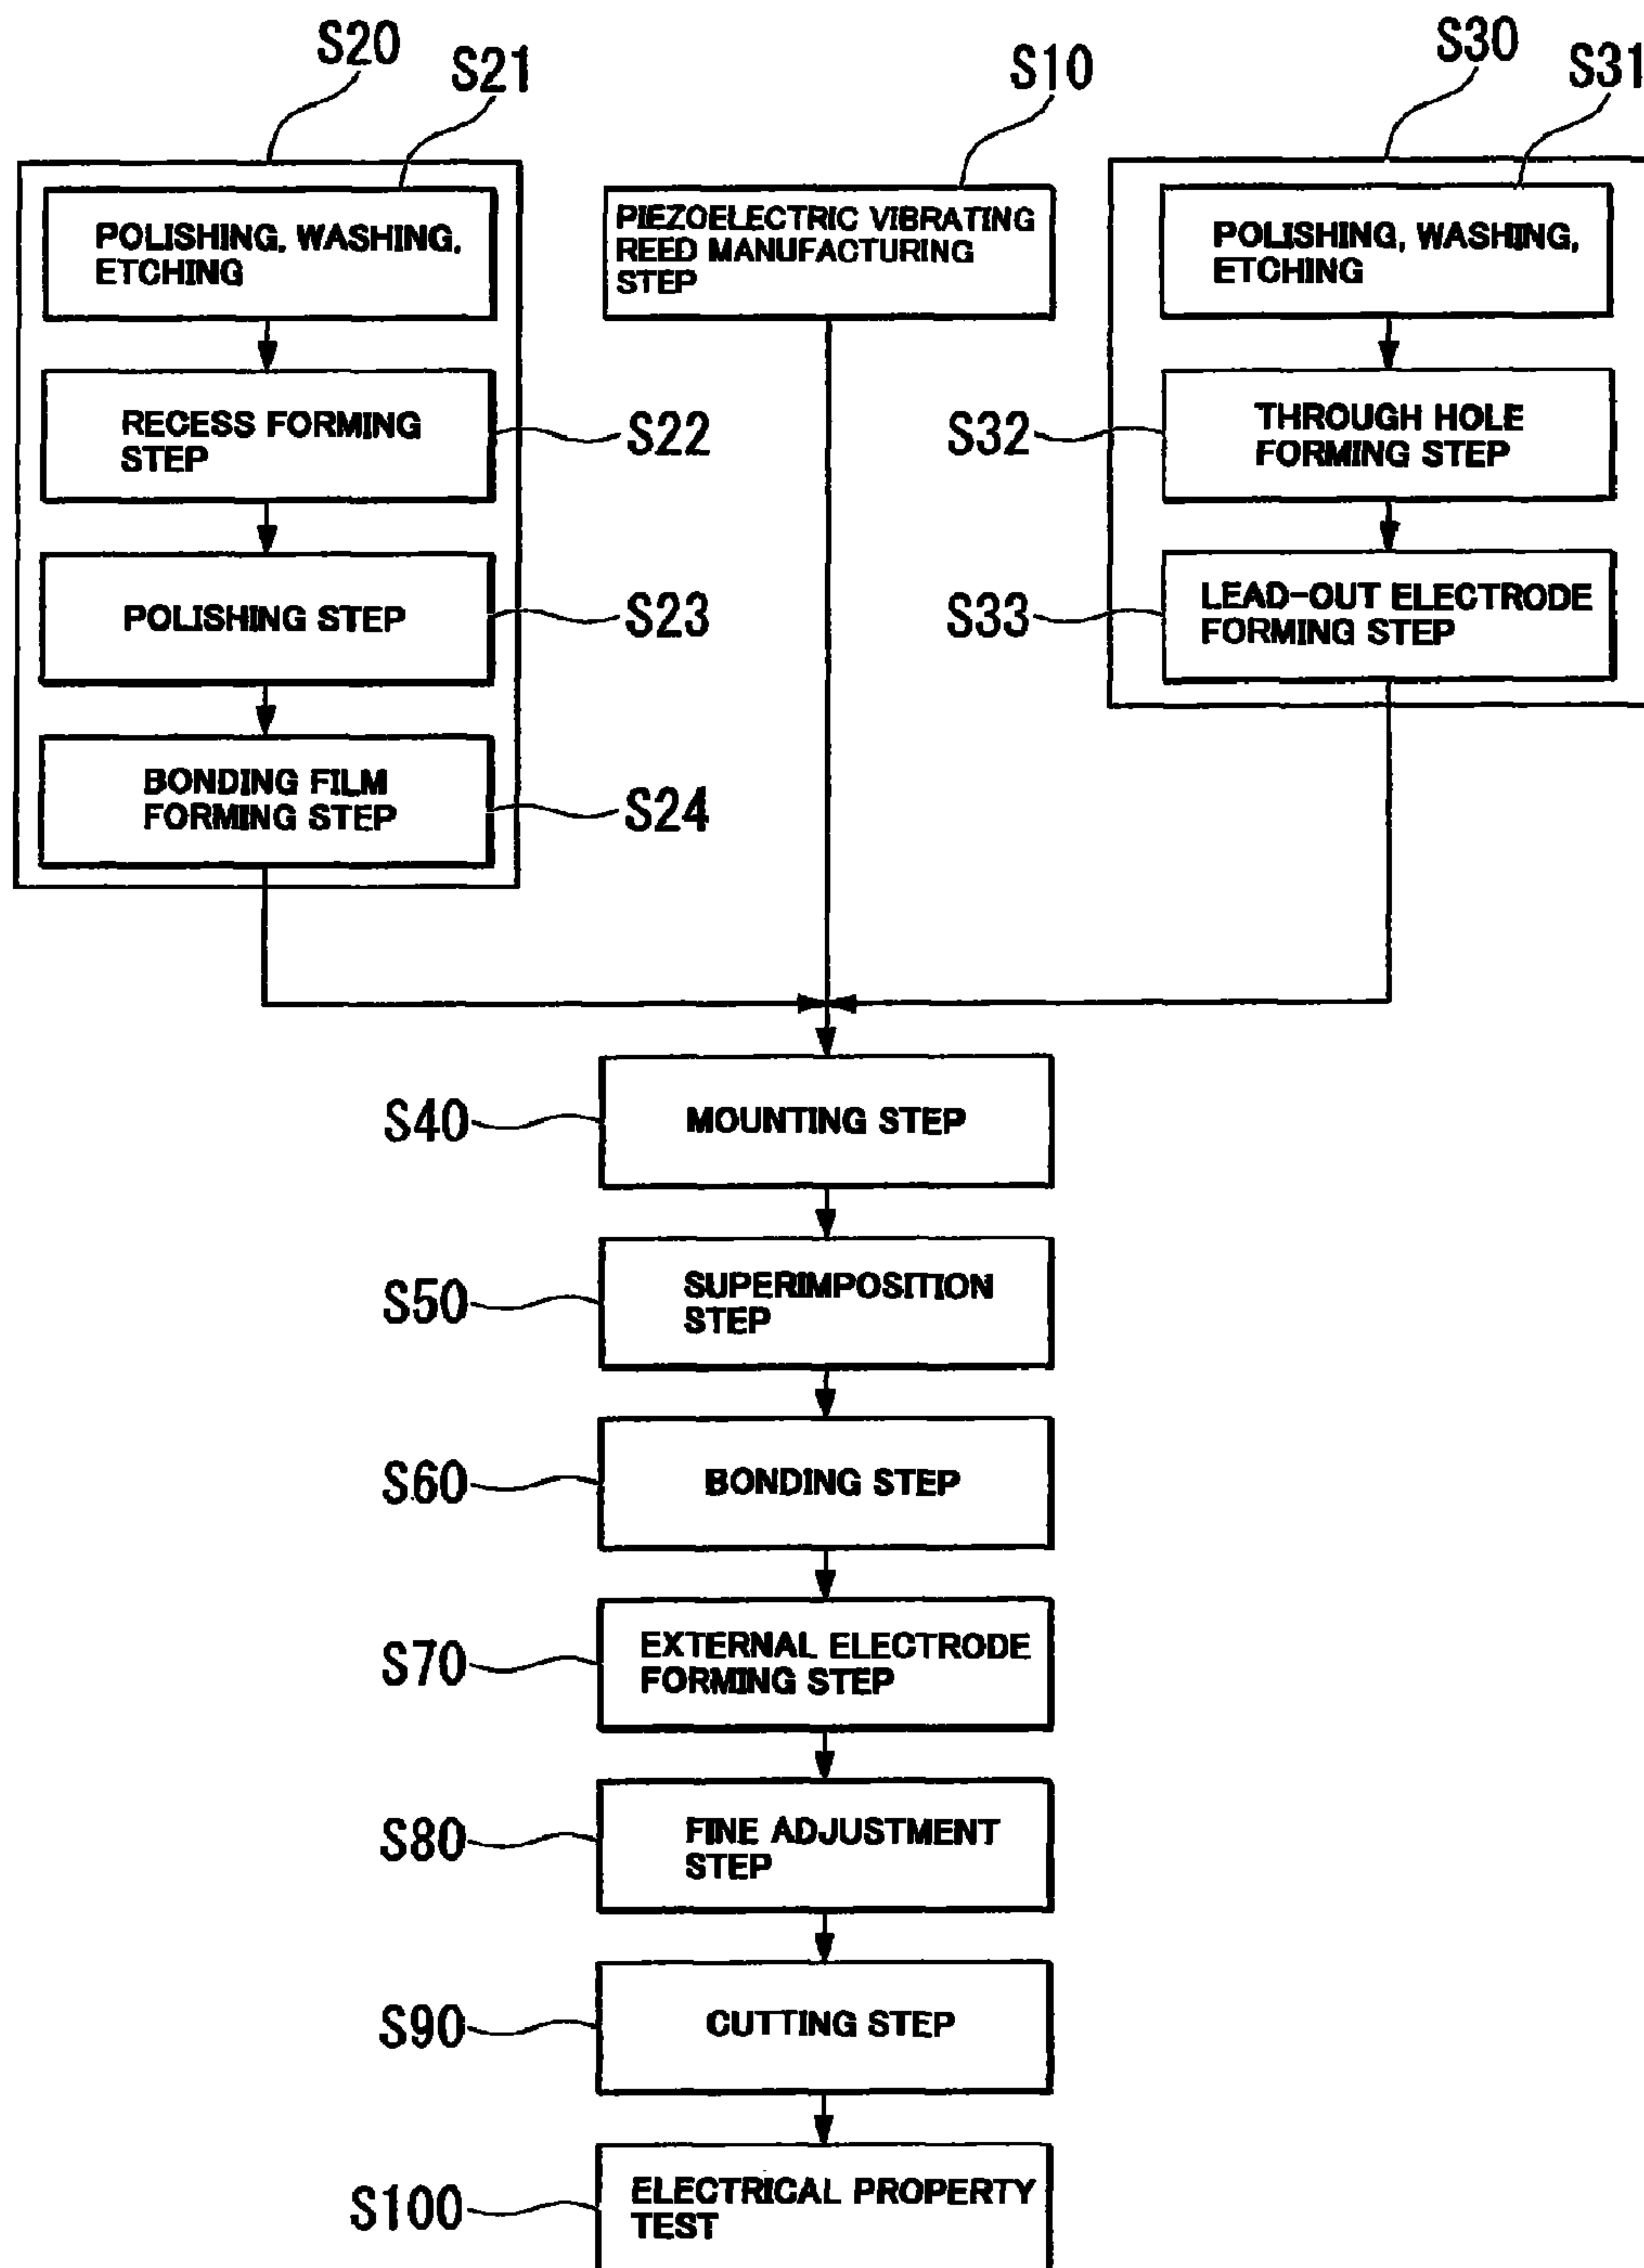 S20
S21
POLISHING, WASHING,
ETCHING
RECESS FORMING
STEP
S22
POLISHING STEP
S23
BONDING FILM
FORMING STEP
S24
S10
PIEZOELECTRIC VIBRATING
REED MANUFACTURING
STEP
S30
S31
POLISHING, WASHING,
ETCHING
S32
THROUGH HOLE
FORMING STEP
S33
LEAD-OUT ELECTRODE
FORMING STEP
S40
MOUNTING STEP
S50
SUPERIMPOSITION
STEP
S60
BONDING STEP
S70
EXTERNAL ELECTRODE
FORMING STEP
S80
FINE ADJUSTMENT
STEP
S90
CUTTING STEP
S100
ELECTRICAL PROPERTY
TEST